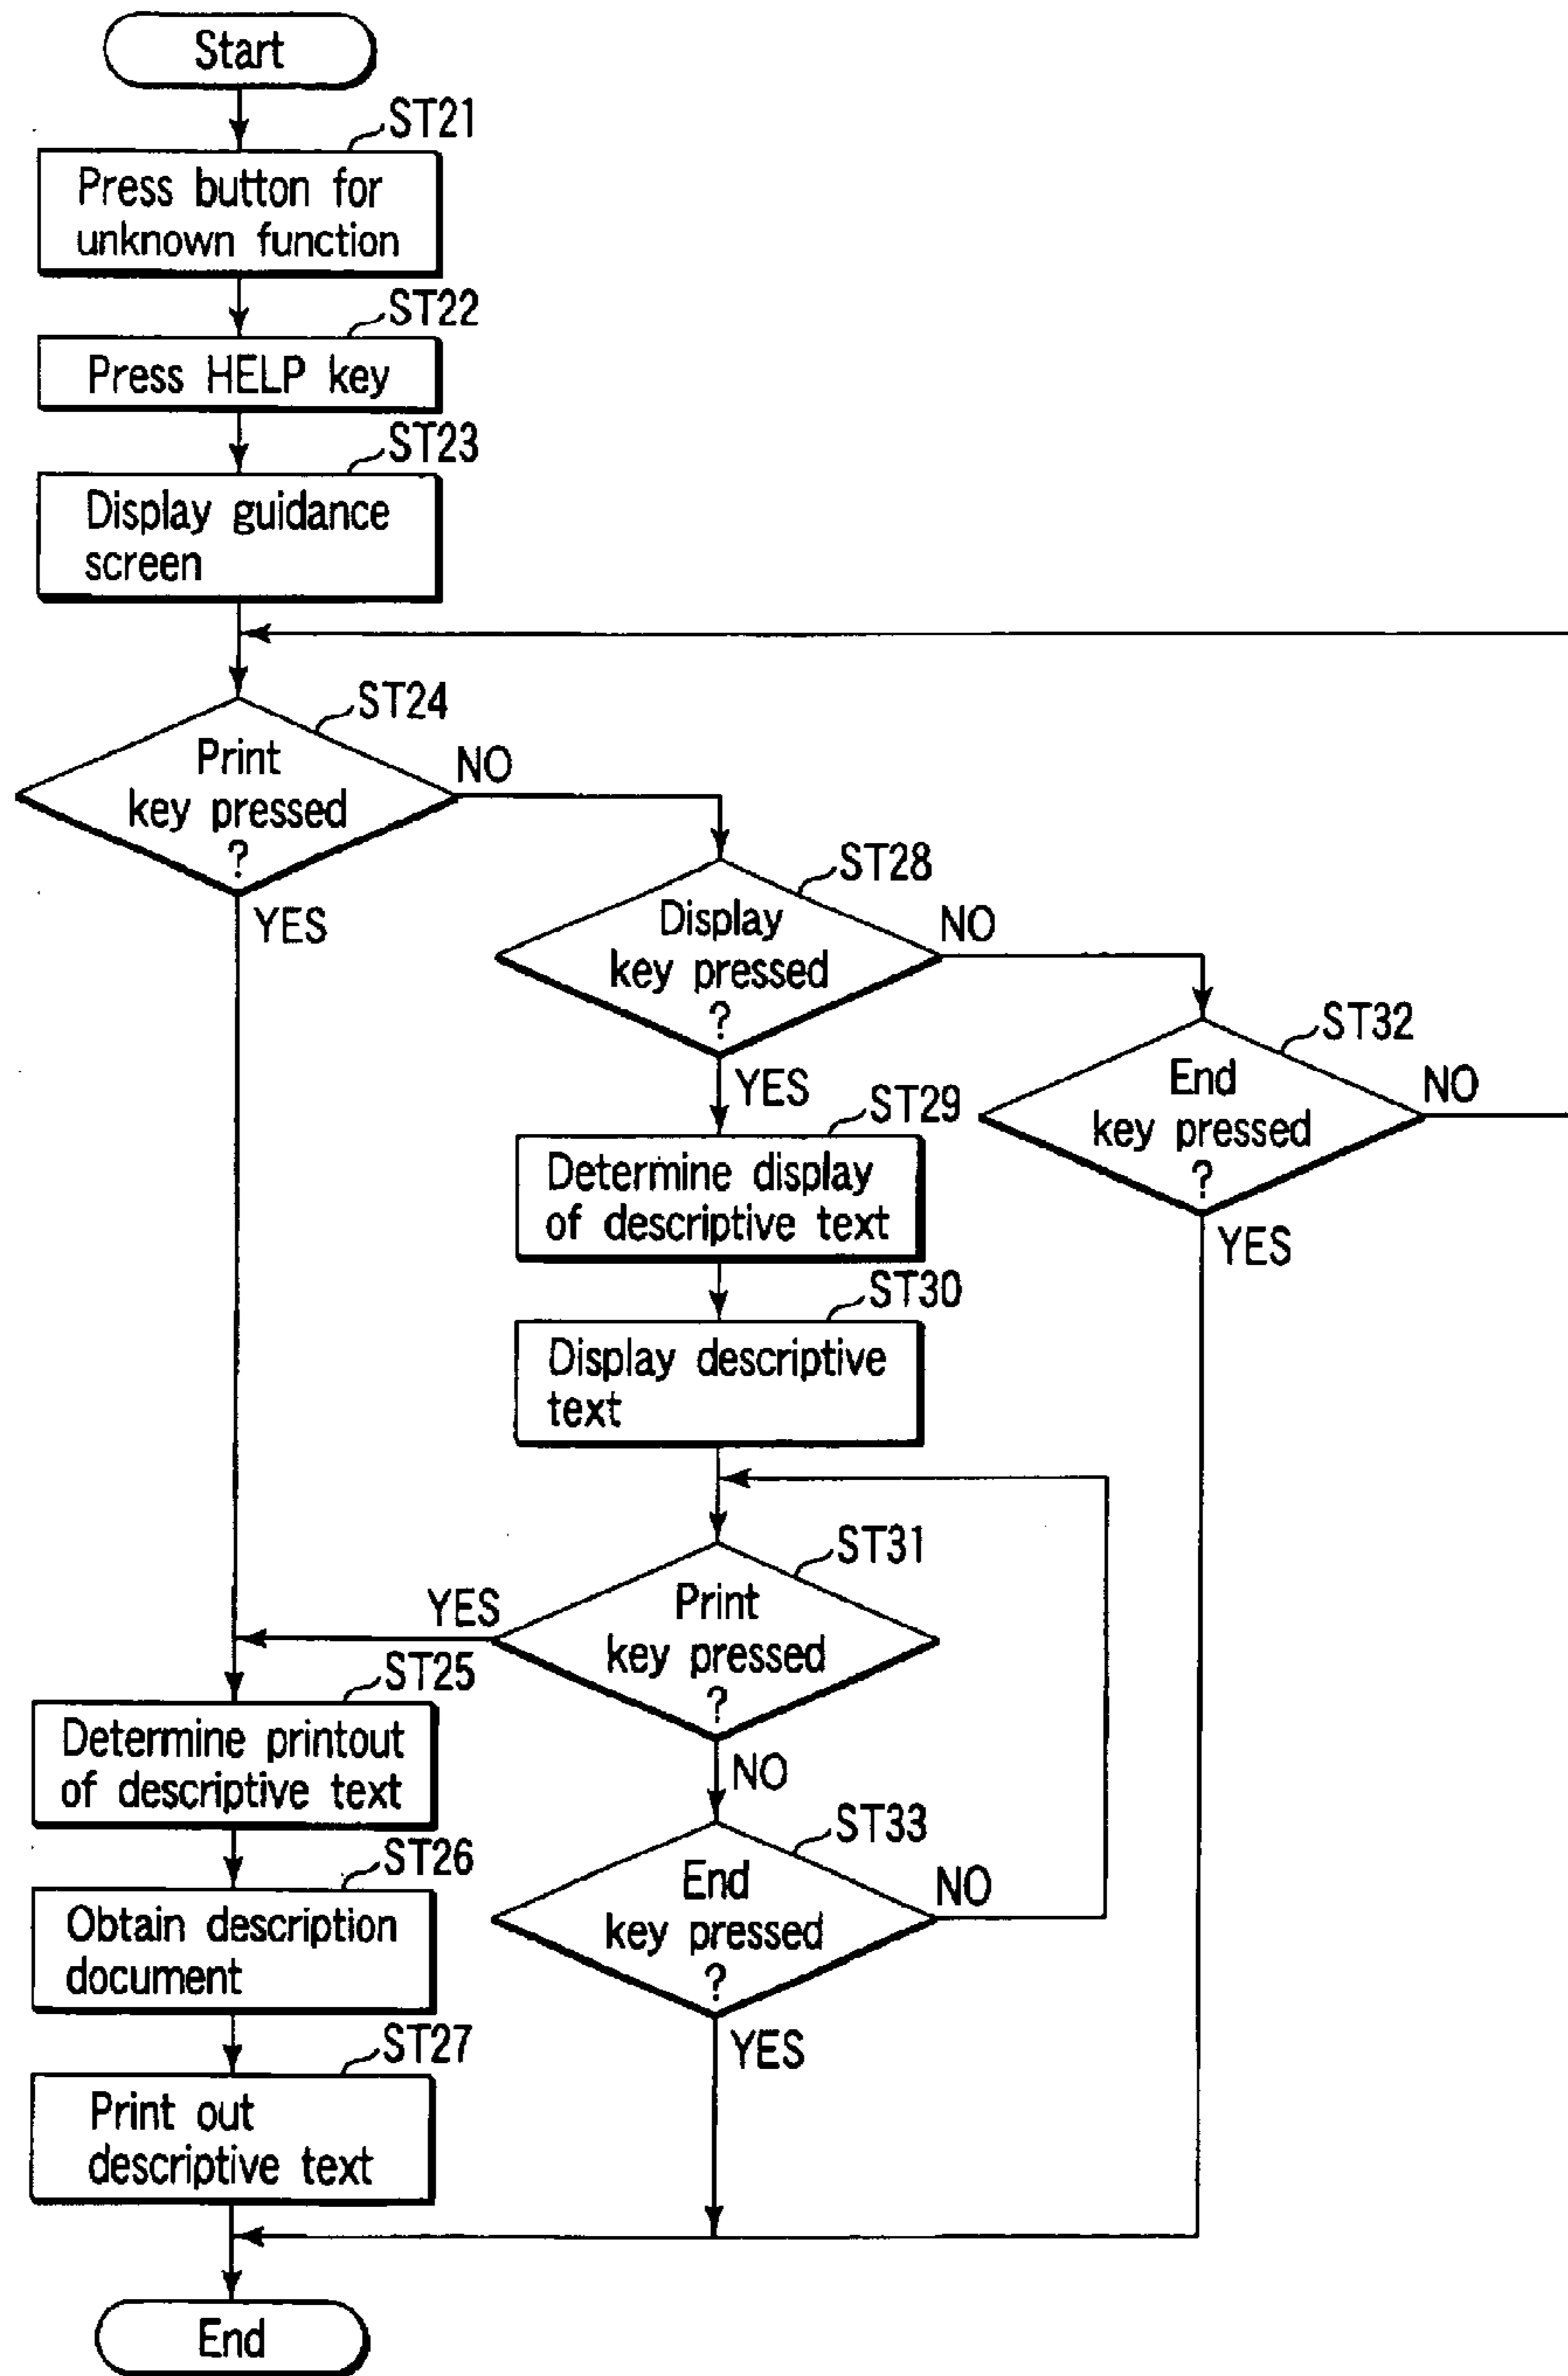 Start
ST21
Press button for
unknown function
ST22
Press HELP key
ST23
Display guidance
screen
ST24
Print
key pressed
?
NO
YES
ST28
Display
key pressed
?
NO
YES
ST32
End
key pressed
?
NO
YES
ST29
Determine display
of descriptive text
ST30
Display descriptive
text
ST31
Print
key pressed
?
YES
NO
ST25
Determine printout
of descriptive text
ST33
End
key pressed
?
NO
YES
ST26
Obtain description
document
ST27
Print out
descriptive text
End